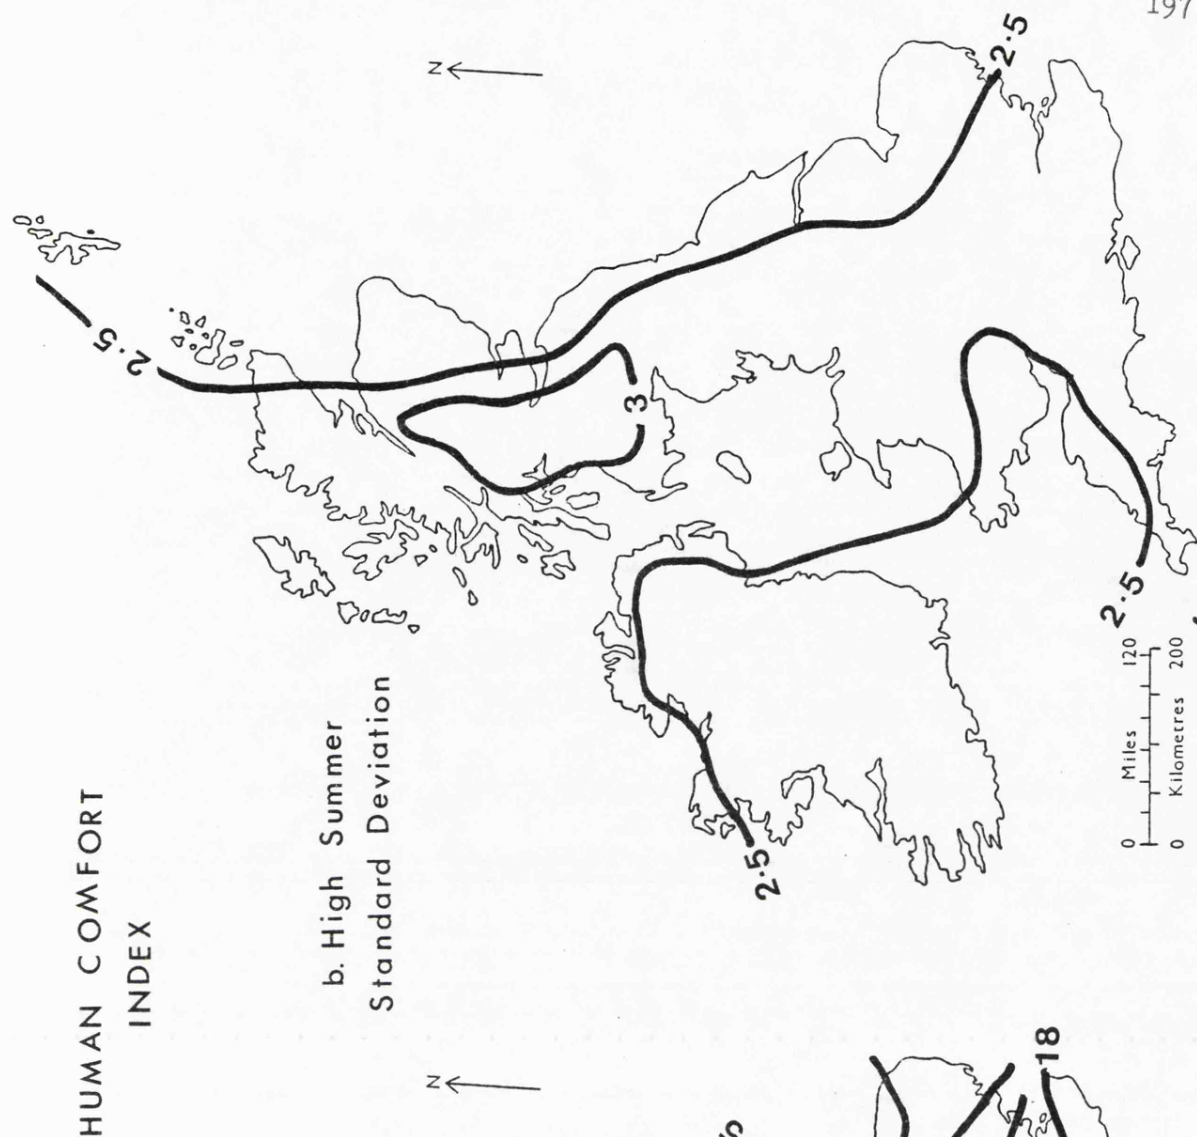 197
HUMAN COMFORT
INDEX
b. High Summer
Standard Deviation
N
2.5
2.5
3
2.5
2.5
0 Miles 120
0 Kilometres 200
N
18